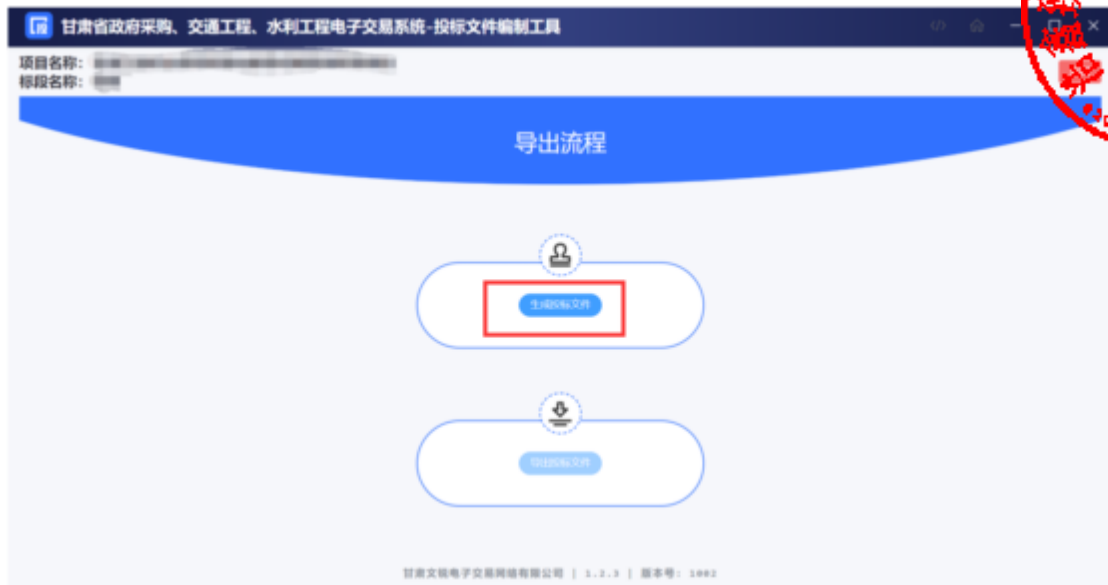 投 甘肃省政府采购、交通工程、水利工程电子交易系统-投标文件编制工具
项目名称：
标段名称：
导出流程
生成投标文件
导出投标文件
甘肃文锐电子交易网络有限公司 | 1.2.3 | 版本号: 1002